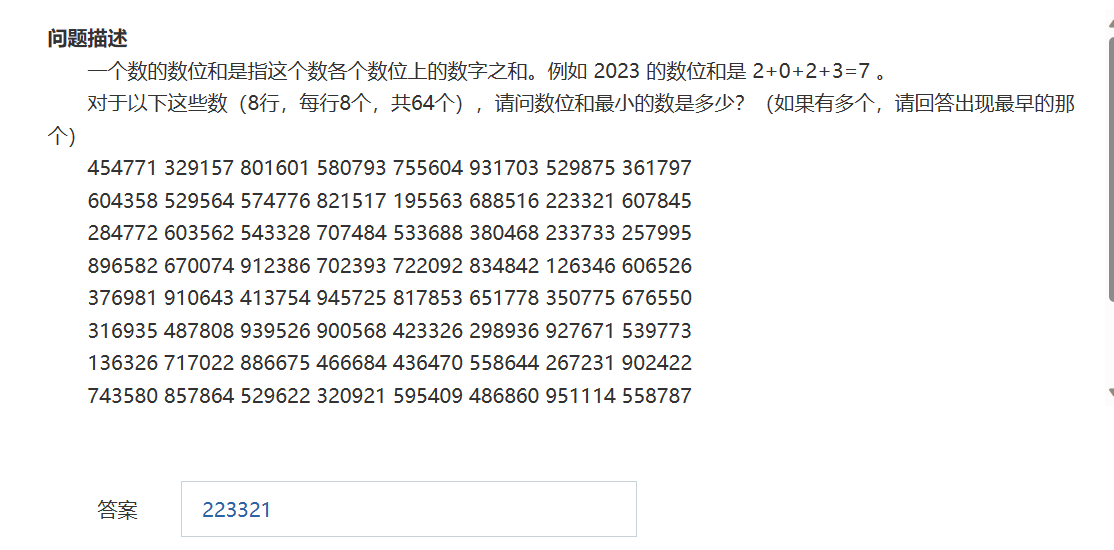 问题描述
一个数的数位和是指这个数各个数位上的数字之和。例如 2023 的数位和是 2+0+2+3=7 。
对于以下这些数（8行，每行8个，共64个），请问数位和最小的数是多少？（如果有多个，请回答出现最早的那
个）
454771 329157 801601 580793 755604 931703 529875 361797
604358 529564 574776 821517 195563 688516 223321 607845
284772 603562 543328 707484 533688 380468 233733 257995
896582 670074 912386 702393 722092 834842 126346 606526
376981 910643 413754 945725 817853 651778 350775 676550
316935 487808 939526 900568 423326 298936 927671 539773
136326 717022 886675 466684 436470 558644 267231 902422
743580 857864 529622 320921 595409 486860 951114 558787
答案 223321